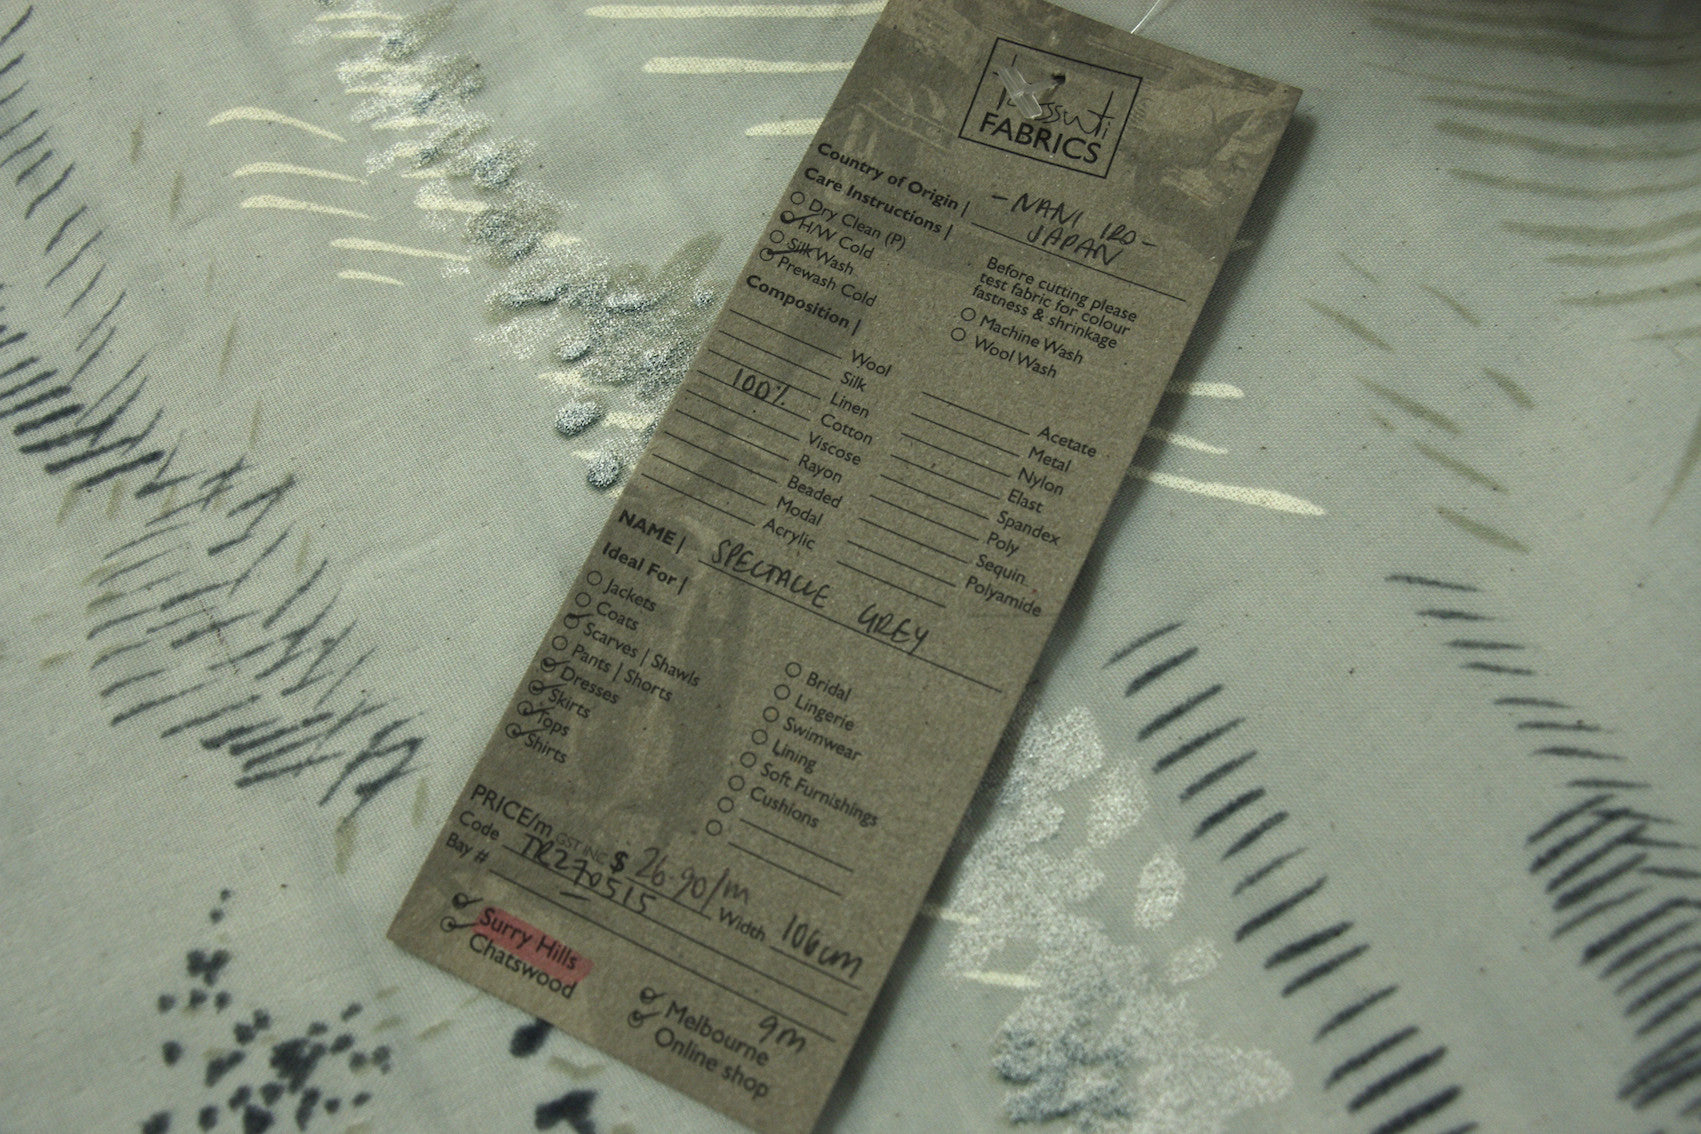 Tessuti
FABRICS
Country of Origin | - NANI IRO -
JAPAN
Care Instructions |
Dry Clean (P)
H/W Cold
Silk Wash
Prewash Cold
Before cutting please
test fabric for colour
fastness & shrinkage
Machine Wash
Wool Wash
Composition |
Wool
Silk
Linen
100% Cotton
Viscose
Rayon
Beaded
Modal
Acrylic
Acetate
Metal
Nylon
Elast
Spandex
Poly
Sequin
Polyamide
NAME | SPECTACLE GREY
Ideal For |
Jackets
Coats
Scarves | Shawls
Pants | Shorts
Dresses
Skirts
Tops
Shirts
Bridal
Lingerie
Swimwear
Lining
Soft Furnishings
Cushions
PRICE/m GST INC $ 26.90/m
Code TR270515 Width 106cm
Bay #
9m
Surry Hills
Chatswood
Melbourne
Online shop